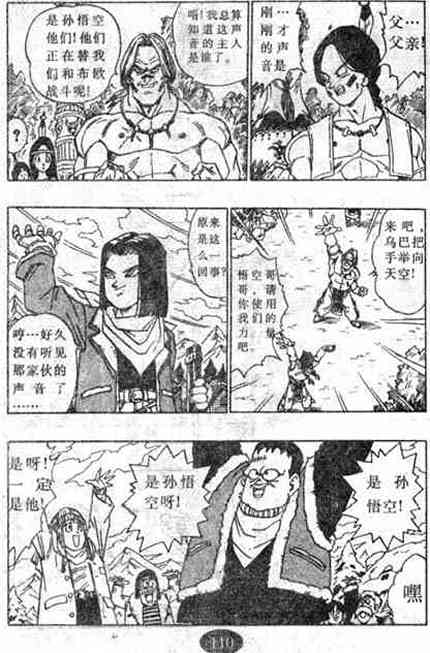 父…
父亲!
刚…
刚才
的声
音是
唔!我总算
知道这声
音的主人
是谁了。
是孙悟空
他们!他们
正在替我
们和布欧
战斗呢!
?
来吧,
乌巴,把
手举向
天空!
悟空哥
哥,请你
使用我
们的力
量吧。
原来
是这
么一
回事?
哼…好久
没有听见
那家伙的
声音了
……
是孙
悟空!
嘿
是孙悟
空呀!
是呀!
一定
是他!
110